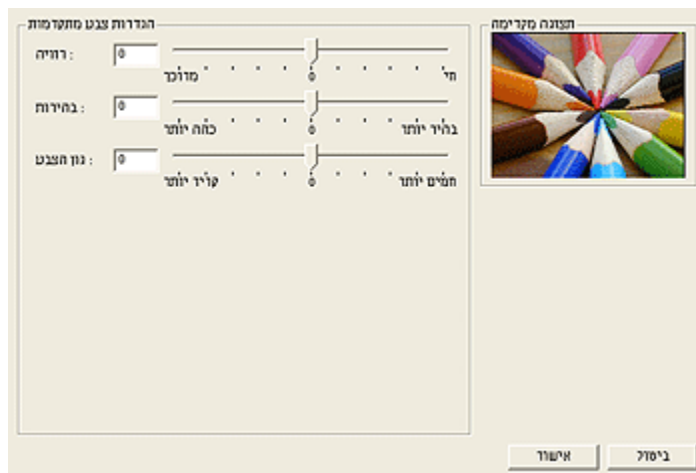 הגדרות צבע מתקדמות
רוויה :
0
מדוכך
0
חי
בהירות :
0
כהה יותר
0
בהיר יותר
גוון הצבע :
0
קריר יותר
0
חמים יותר
תצוגה מקדימה
אישור
ביטול